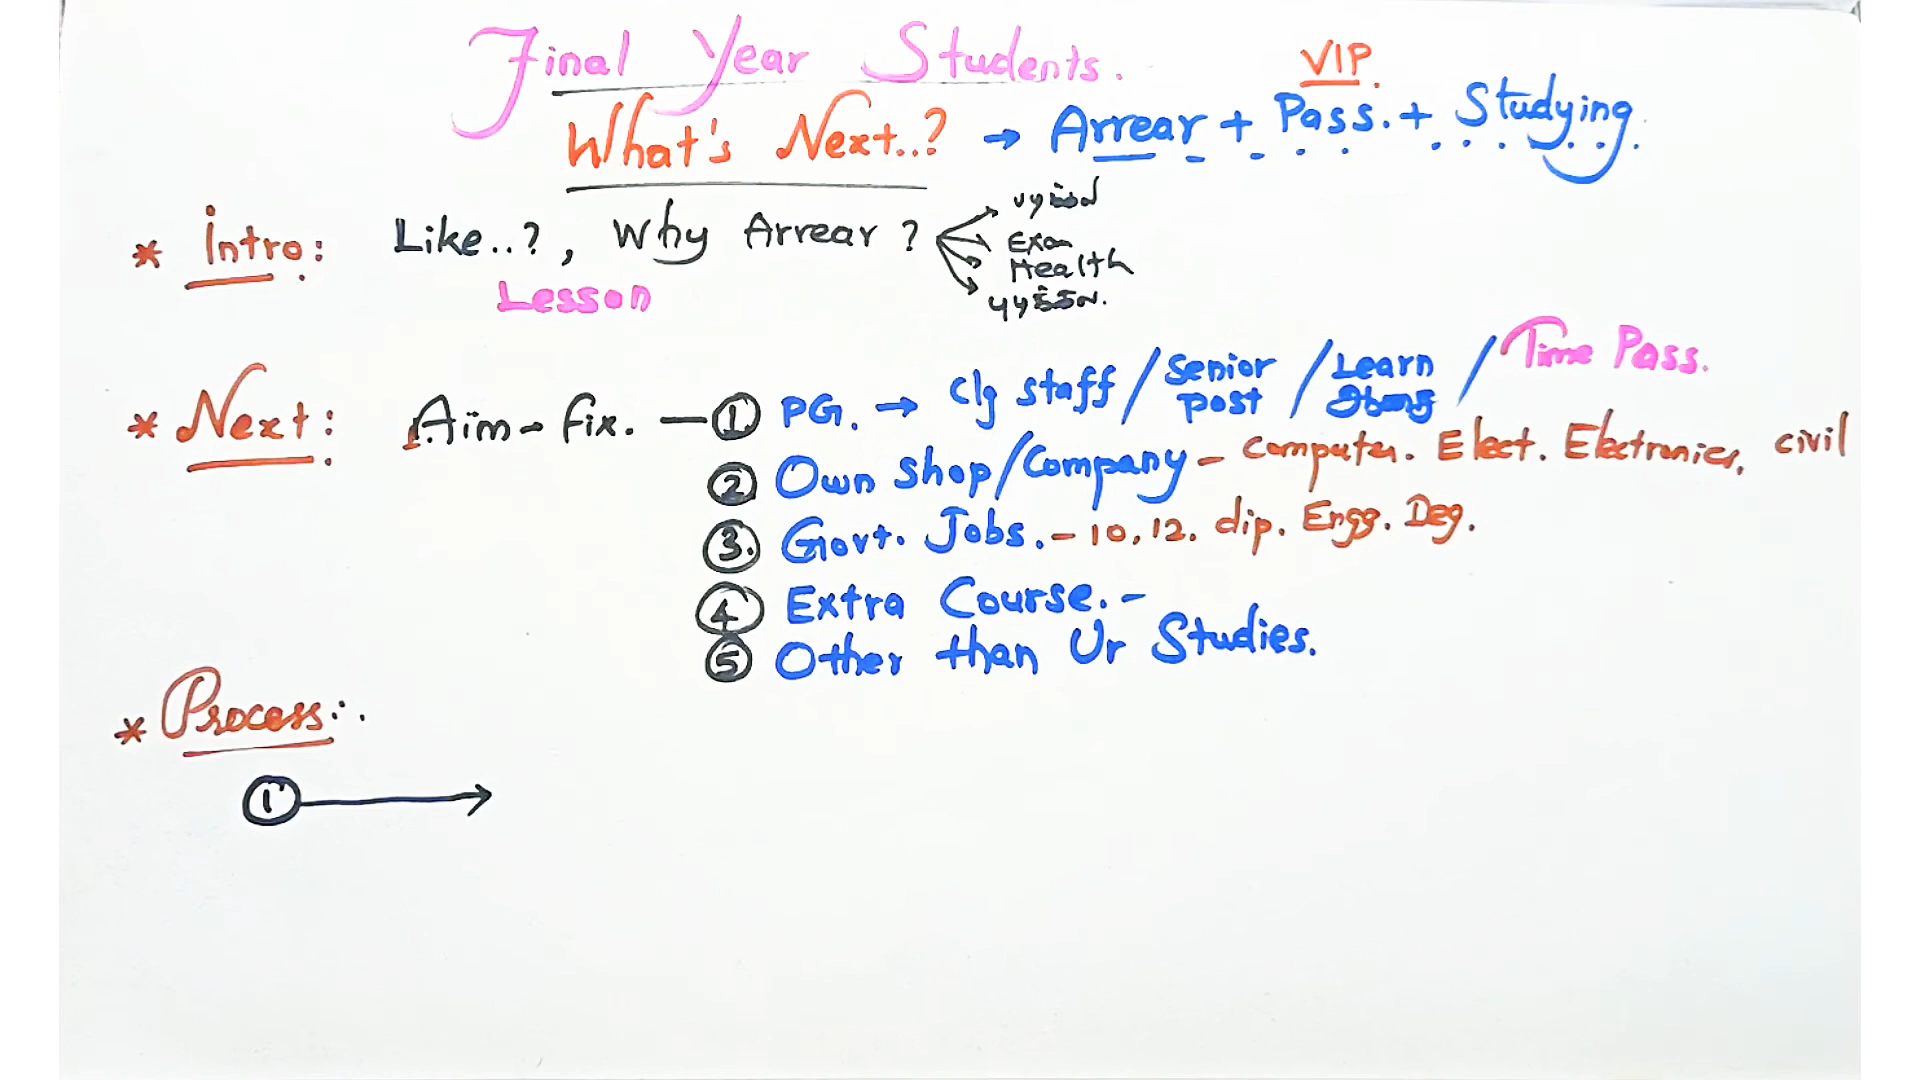 Final Year Students.
VIP.
What's Next..? → Arrear + Pass. + Studying.
* Intro: Like..?, Why Arrear?
Exam
Health
Lesson
* Next: Aim - fix. — ① PG. → Clg staff / Senior post / Learn / Time Pass.
② Own Shop/Company - Computer. Elect. Electronics, civil
③ Govt. Jobs. - 10, 12. dip. Engg. Deg.
④ Extra Course. -
⑤ Other than Ur Studies.
* Process:
① →